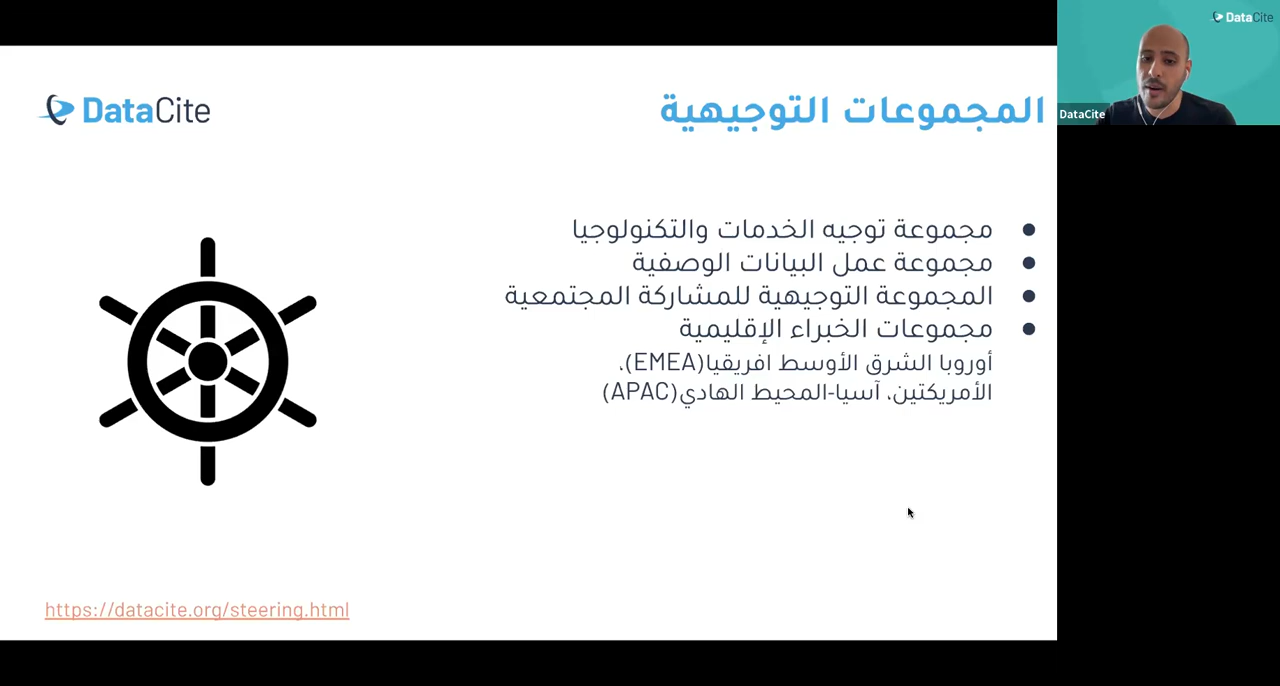 DataCite
المجموعات التوجيهية
مجموعة توجيه الخدمات والتكنولوجيا
مجموعة عمل البيانات الوصفية
المجموعة التوجيهية للمشاركة المجتمعية
مجموعات الخبراء الإقليمية
أوروبا الشرق الأوسط افريقيا(EMEA)،
الأمريكتين، آسيا-المحيط الهادي(APAC)
https://datacite.org/steering.html
DataCite
DataCite